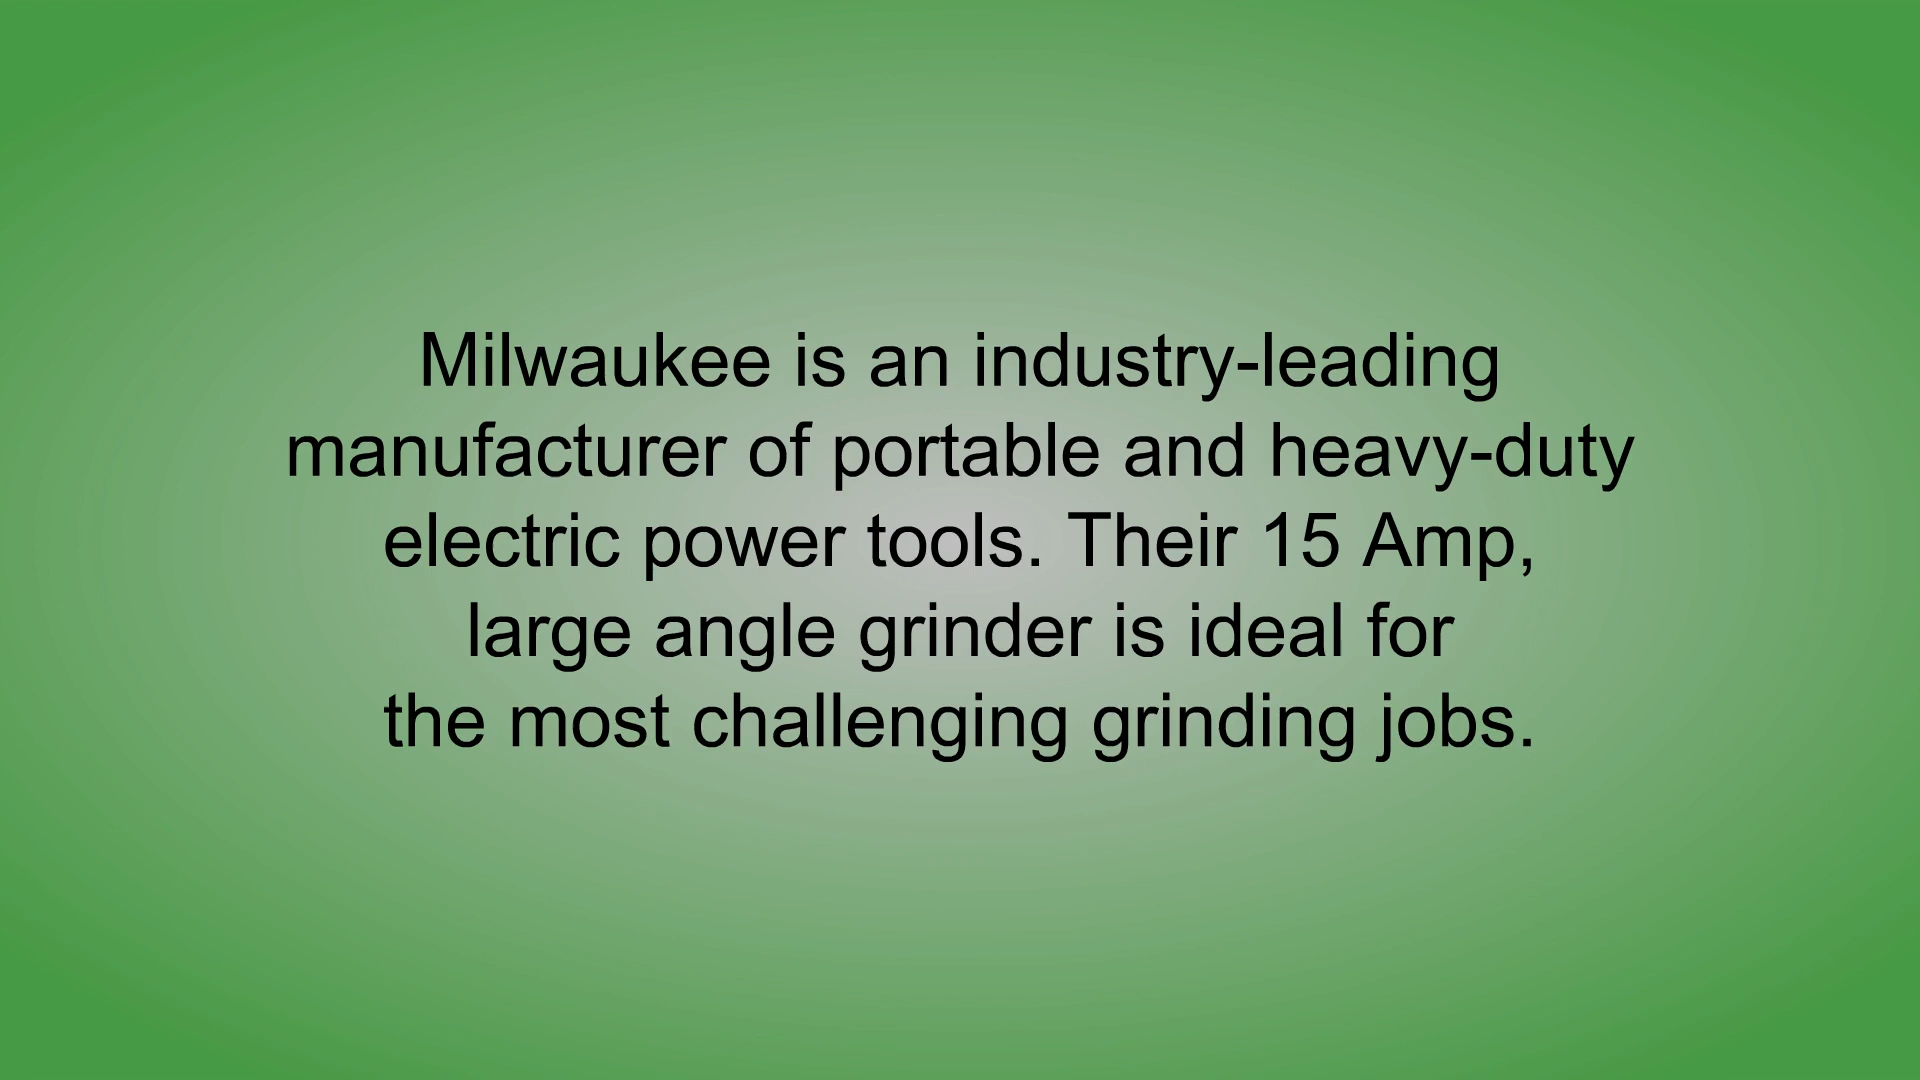 Milwaukee is an industry-leading
manufacturer of portable and heavy-duty
electric power tools. Their 15 Amp,
large angle grinder is ideal for
the most challenging grinding jobs.